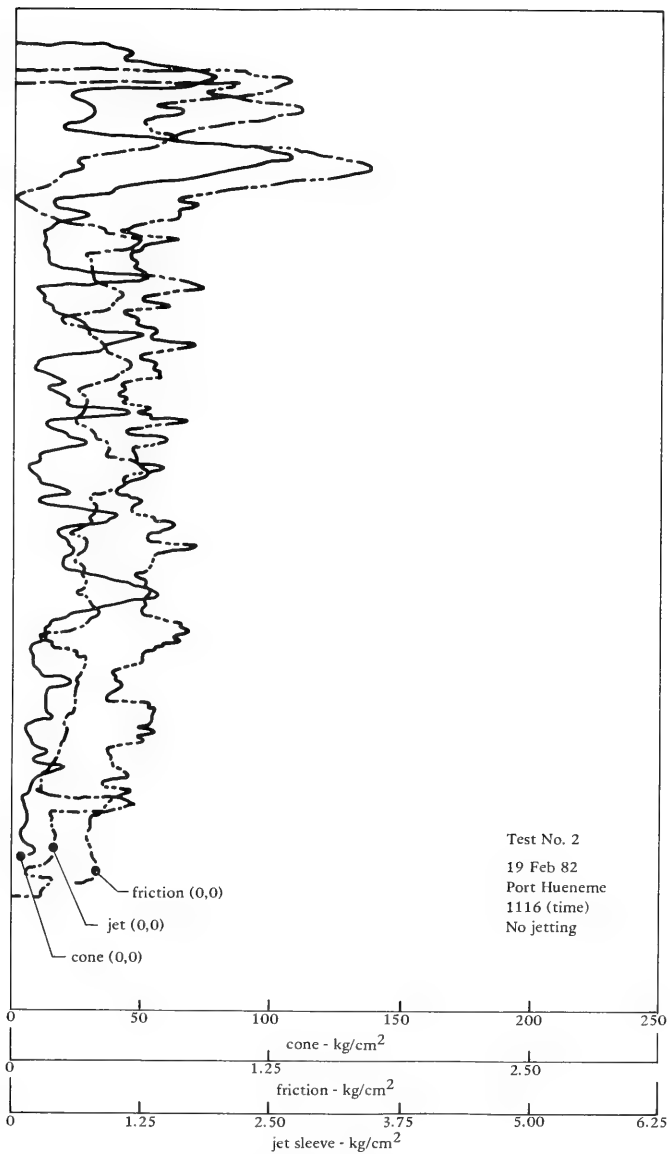 Test No. 2
19 Feb 82
Port Hueneme
1116 (time)
No jetting
friction (0,0)
jet (0,0)
cone (0,0)
0 50 100 150 200 250
cone - kg/cm²
0 1.25 2.50
friction - kg/cm²
0 1.25 2.50 3.75 5.00 6.25
jet sleeve - kg/cm²